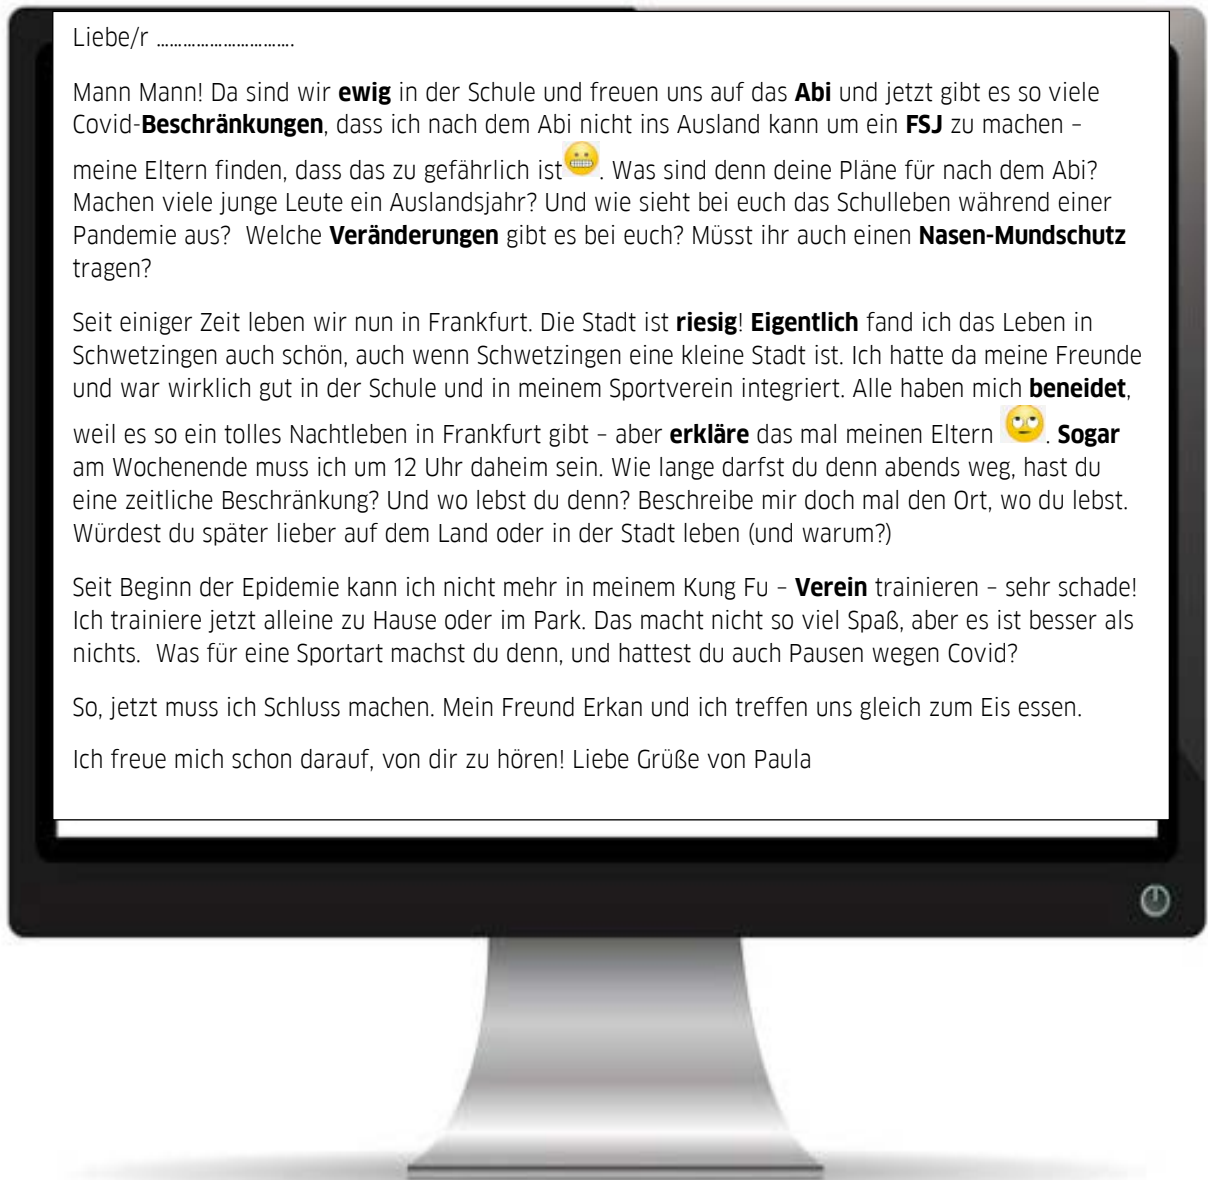 Liebe/r ..............................
Mann Mann! Da sind wir ewig in der Schule und freuen uns auf das Abi und jetzt gibt es so viele
Covid-Beschränkungen, dass ich nach dem Abi nicht ins Ausland kann um ein FSJ zu machen –
meine Eltern finden, dass das zu gefährlich ist😬. Was sind denn deine Pläne für nach dem Abi?
Machen viele junge Leute ein Auslandsjahr? Und wie sieht bei euch das Schulleben während einer
Pandemie aus?  Welche Veränderungen gibt es bei euch? Müsst ihr auch einen Nasen-Mundschutz
tragen?
Seit einiger Zeit leben wir nun in Frankfurt. Die Stadt ist riesig! Eigentlich fand ich das Leben in
Schwetzingen auch schön, auch wenn Schwetzingen eine kleine Stadt ist. Ich hatte da meine Freunde
und war wirklich gut in der Schule und in meinem Sportverein integriert. Alle haben mich beneidet,
weil es so ein tolles Nachtleben in Frankfurt gibt – aber erkläre das mal meinen Eltern 🙄. Sogar
am Wochenende muss ich um 12 Uhr daheim sein. Wie lange darfst du denn abends weg, hast du
eine zeitliche Beschränkung? Und wo lebst du denn? Beschreibe mir doch mal den Ort, wo du lebst.
Würdest du später lieber auf dem Land oder in der Stadt leben (und warum?)
Seit Beginn der Epidemie kann ich nicht mehr in meinem Kung Fu – Verein trainieren – sehr schade!
Ich trainiere jetzt alleine zu Hause oder im Park. Das macht nicht so viel Spaß, aber es ist besser als
nichts.  Was für eine Sportart machst du denn, und hattest du auch Pausen wegen Covid?
So, jetzt muss ich Schluss machen. Mein Freund Erkan und ich treffen uns gleich zum Eis essen.
Ich freue mich schon darauf, von dir zu hören! Liebe Grüße von Paula